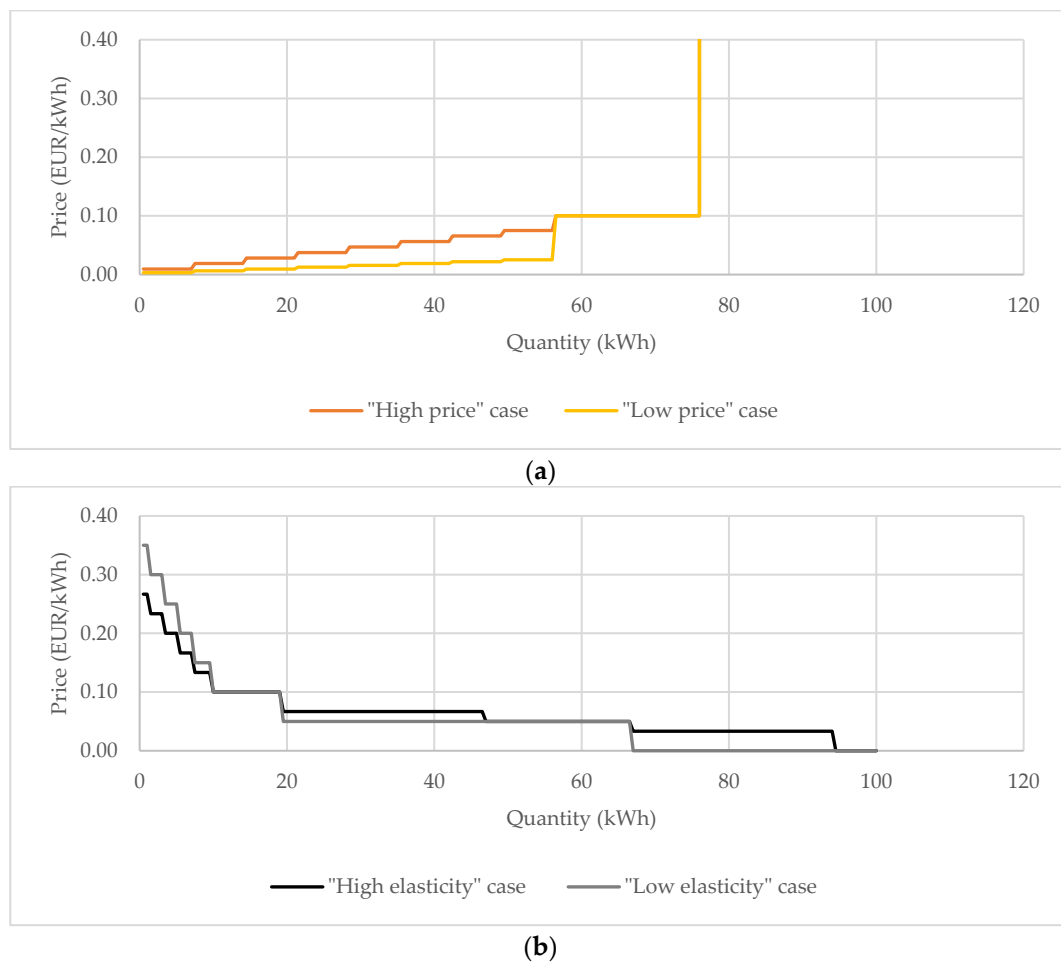 0.40
0.30
0.20
0.10
0.00
Price (EUR/kWh)
0 20 40 60 80 100 120
Quantity (kWh)
"High price" case "Low price" case
(a)
0.40
0.30
0.20
0.10
0.00
Price (EUR/kWh)
0 20 40 60 80 100 120
Quantity (kWh)
"High elasticity" case "Low elasticity" case
(b)